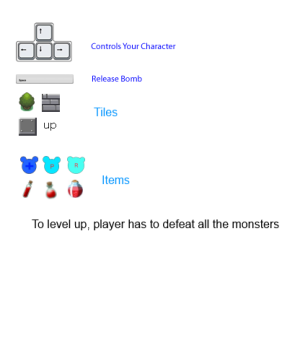 ↑
← ↓ →
Controls Your Character
Release Bomb
Tiles
up
Items
To level up, player has to defeat all the monsters